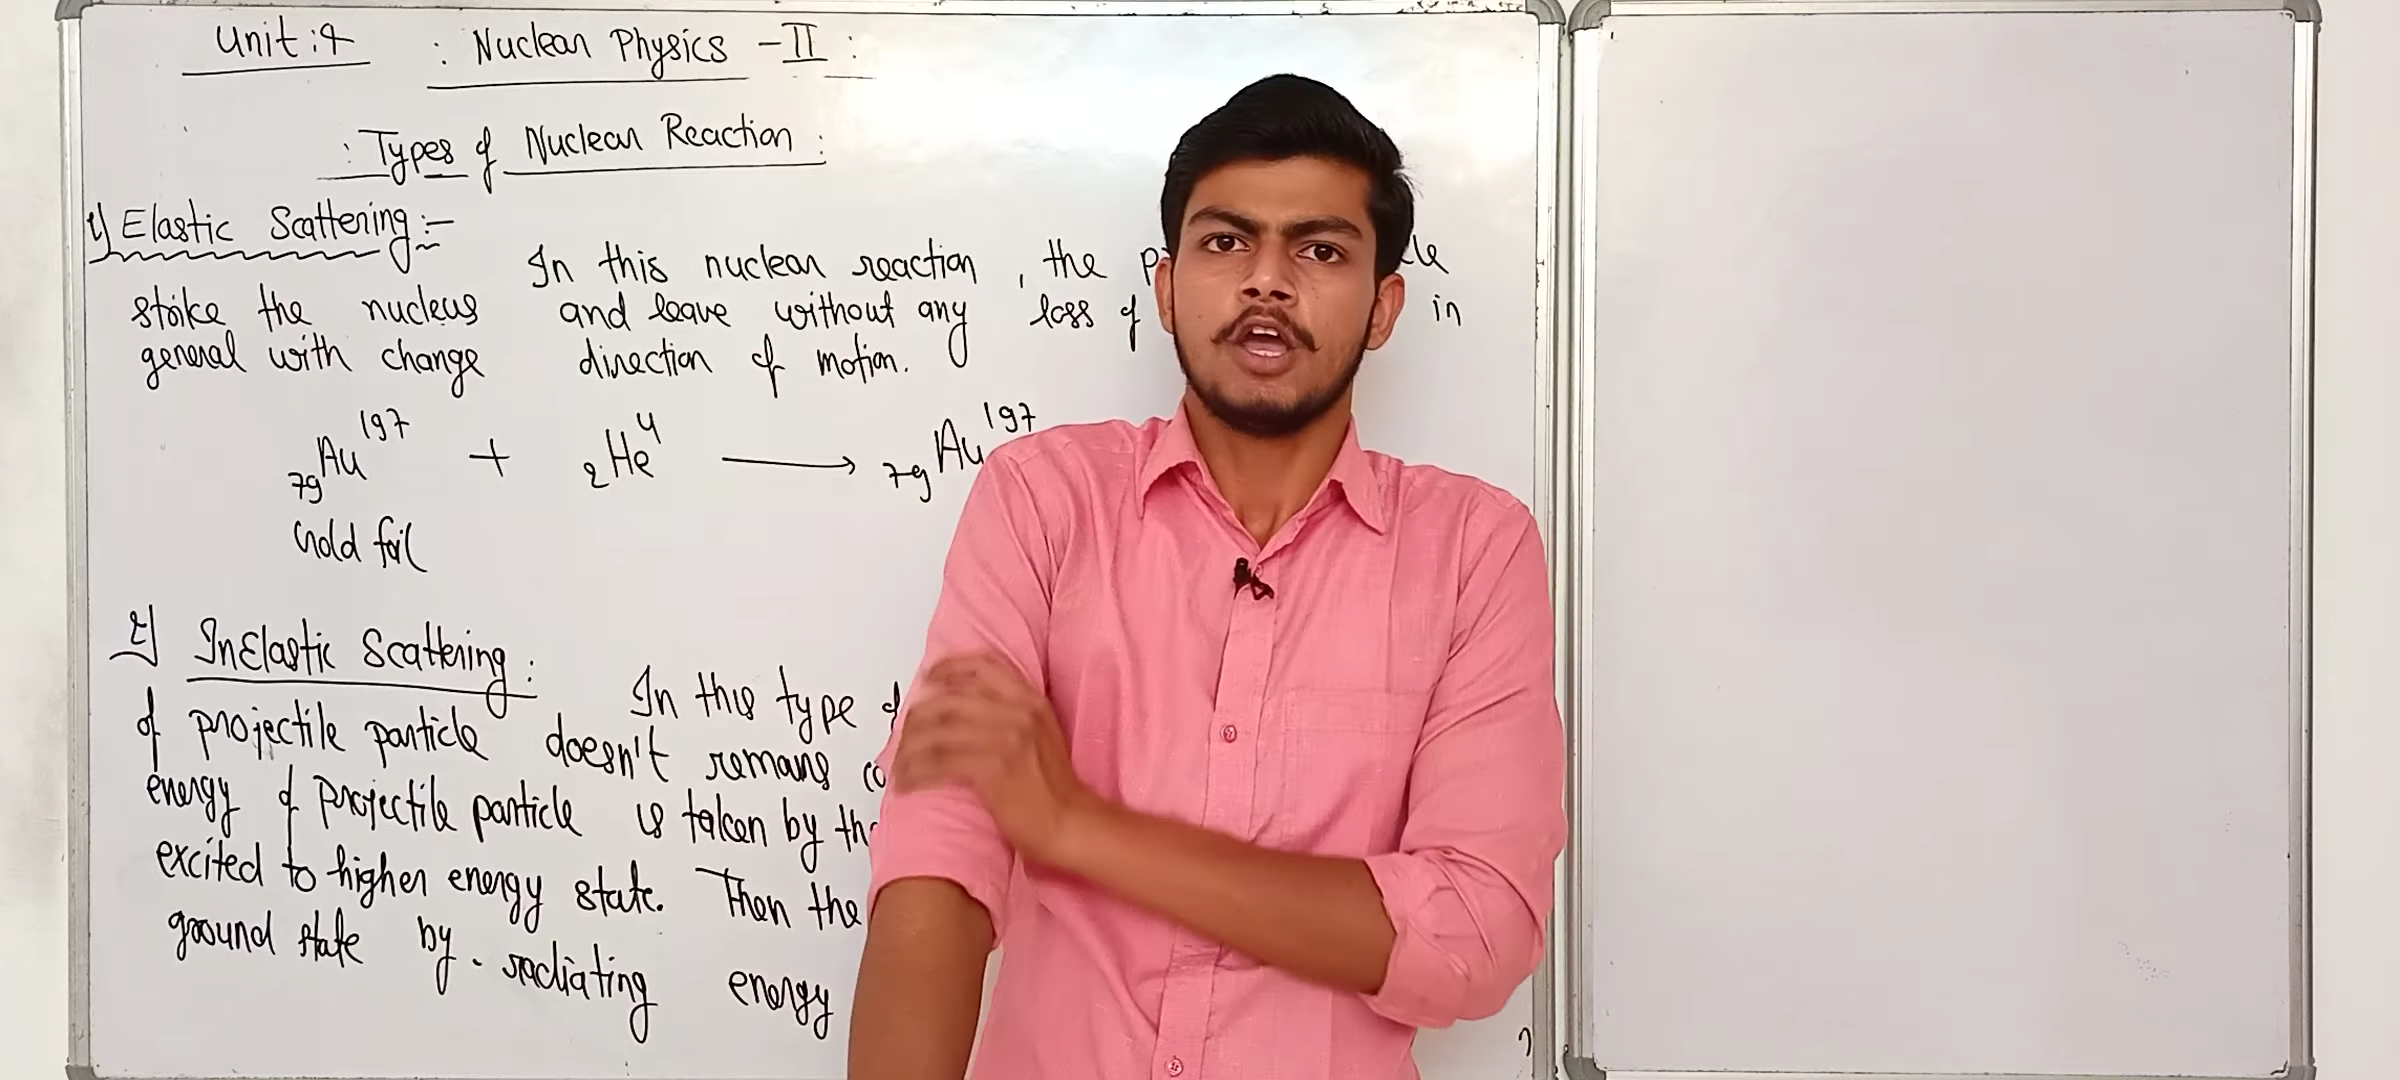 Unit:4 : Nuclear Physics - II :
: Types of Nuclear Reaction :
1) Elastic Scattering :-
In this nuclear reaction, the
strike the nucleus and leave without any loss of in
general with change direction of motion.
79Au197 + 2He4 → 79Au197
Gold foil
2) InElastic Scattering :
In this type
of projectile particle doesn't remans
energy of projectile particle is taken by
excited to higher energy state. Then the
ground state by radiating energy